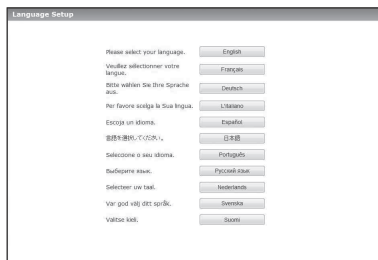 Language Setup
Please select your language.
English
Veuillez sélectionner votre
langue.
Français
Bitte wählen Sie Ihre Sprache
aus.
Deutsch
Per favore scelga la Sua lingua.
L'italiano
Escoja un idioma.
Español
言語を選択してください。
日本語
Seleccione o seu idioma.
Português
Выберите язык.
Русский язык
Selecteer uw taal.
Nederlands
Var god välj ditt språk.
Svenska
Valitse kieli.
Suomi